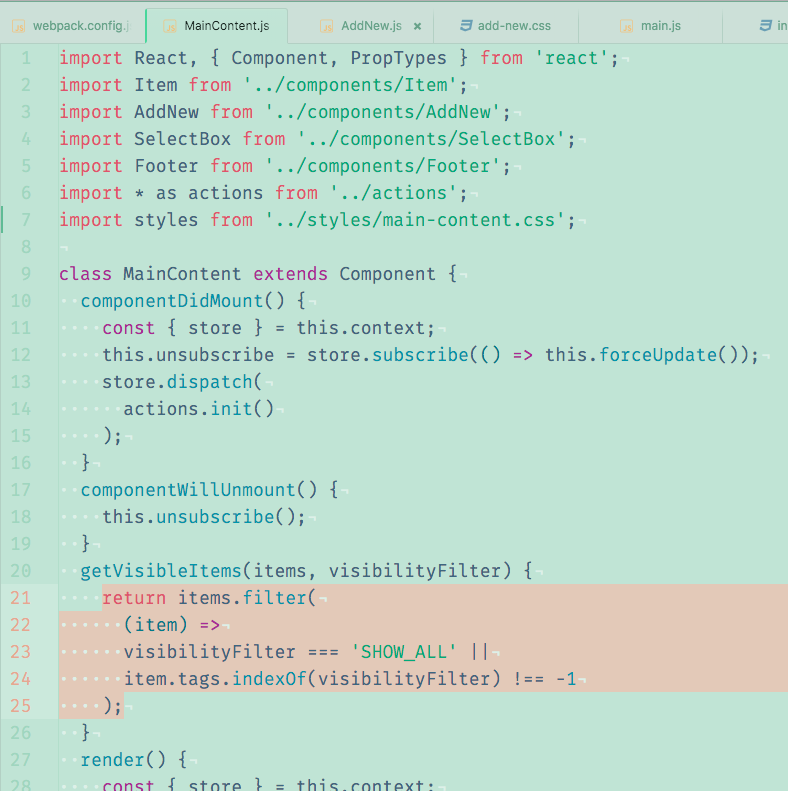 webpack.config.j MainContent.js AddNew.js × add-new.css main.js in
1 import React, { Component, PropTypes } from 'react';
2 import Item from '../components/Item';
3 import AddNew from '../components/AddNew';
4 import SelectBox from '../components/SelectBox';
5 import Footer from '../components/Footer';
6 import * as actions from '../actions';
7 import styles from '../styles/main-content.css';
8
9 class MainContent extends Component {
10 componentDidMount() {
11 const { store } = this.context;
12 this.unsubscribe = store.subscribe(() => this.forceUpdate());
13 store.dispatch(
14 actions.init()
15 );
16 }
17 componentWillUnmount() {
18 this.unsubscribe();
19 }
20 getVisibleItems(items, visibilityFilter) {
21 return items.filter(
22 (item) =>
23 visibilityFilter === 'SHOW_ALL' ||
24 item.tags.indexOf(visibilityFilter) !== -1
25 );
26 }
27 render() {
28 const { store } = this.context;